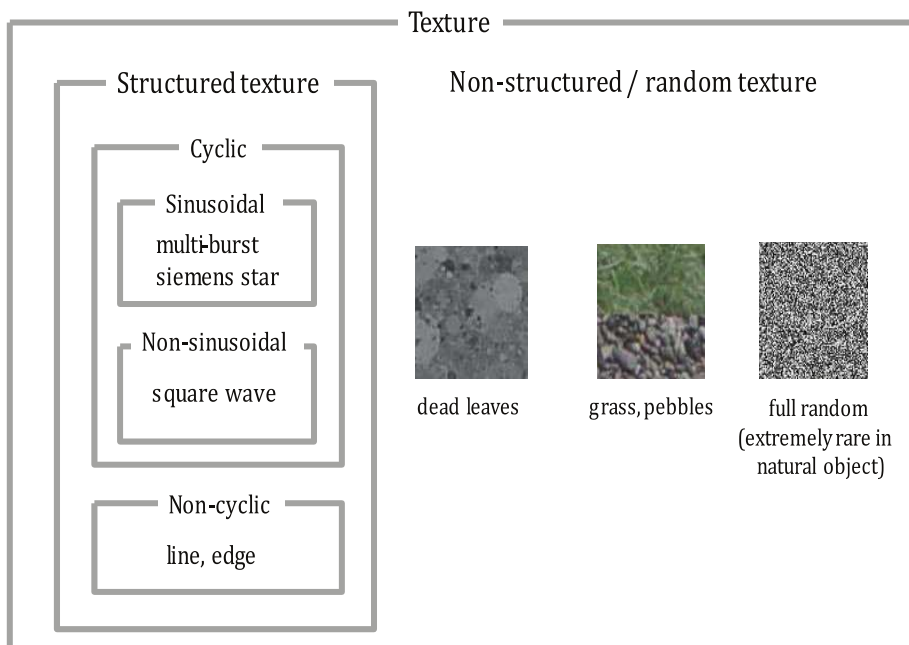 Texture
Structured texture
Non-structured / random texture
Cyclic
Sinusoidal
multi-burst
siemens star
Non-sinusoidal
square wave
Non-cyclic
line, edge
dead leaves
grass, pebbles
full random
(extremely rare in
natural object)